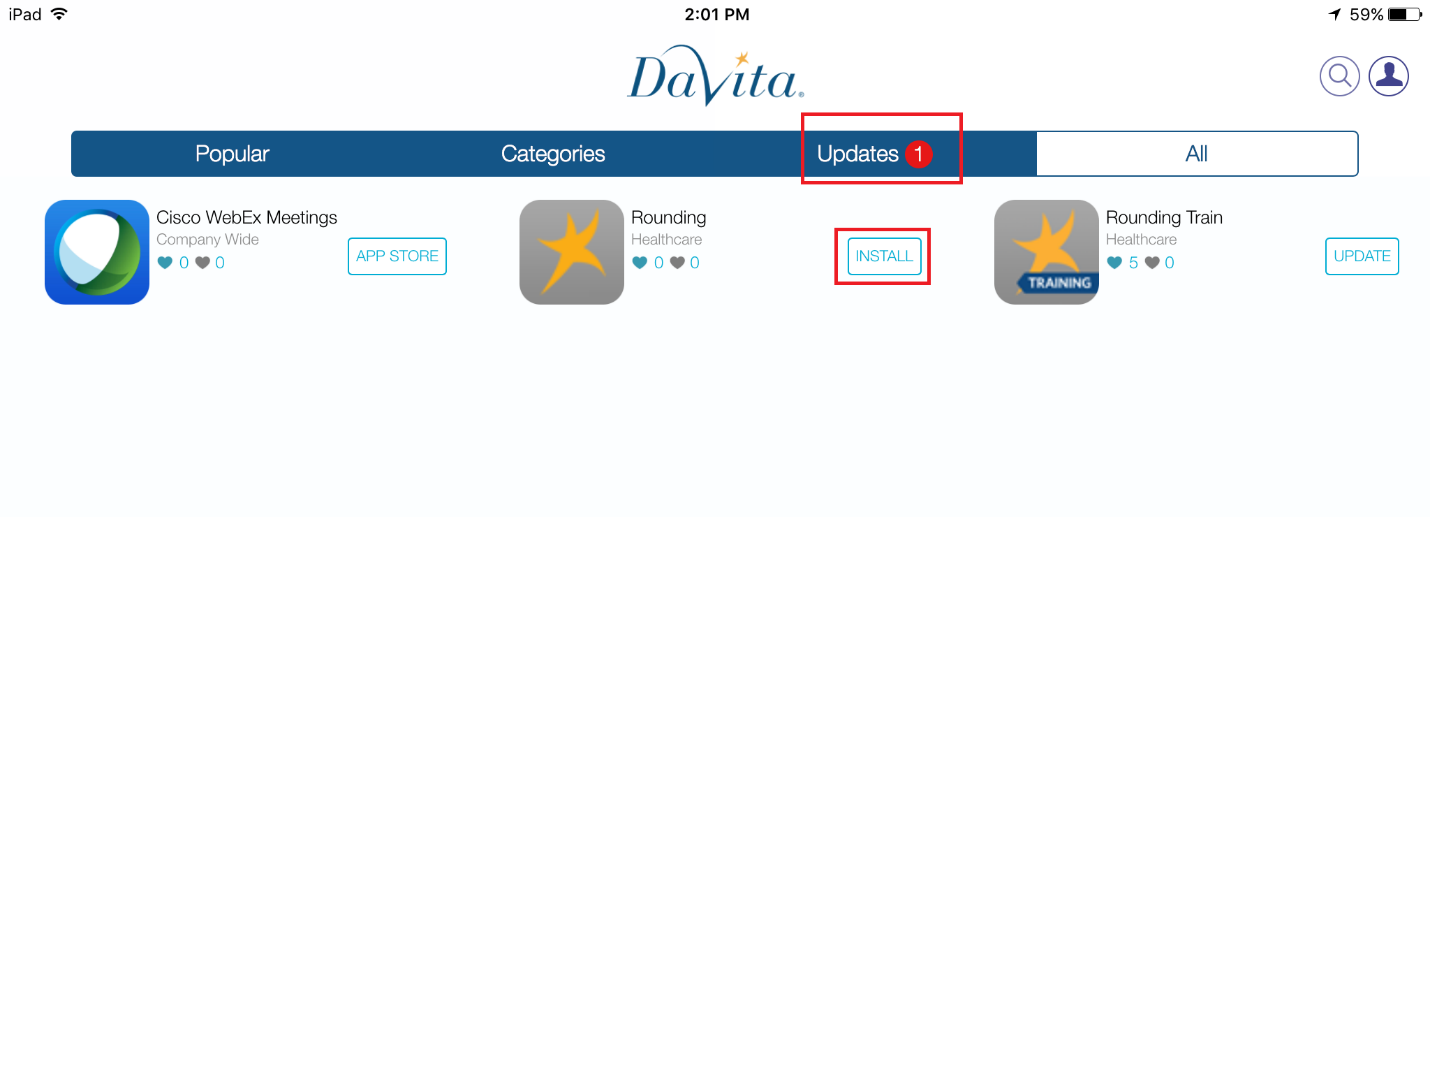 iPad 2:01 PM 59%
DaVita®
Popular Categories Updates 1 All
Cisco WebEx Meetings
Company Wide
0 0
APP STORE
Rounding
Healthcare
0 0
INSTALL
Rounding Train
Healthcare
5 0
TRAINING
UPDATE